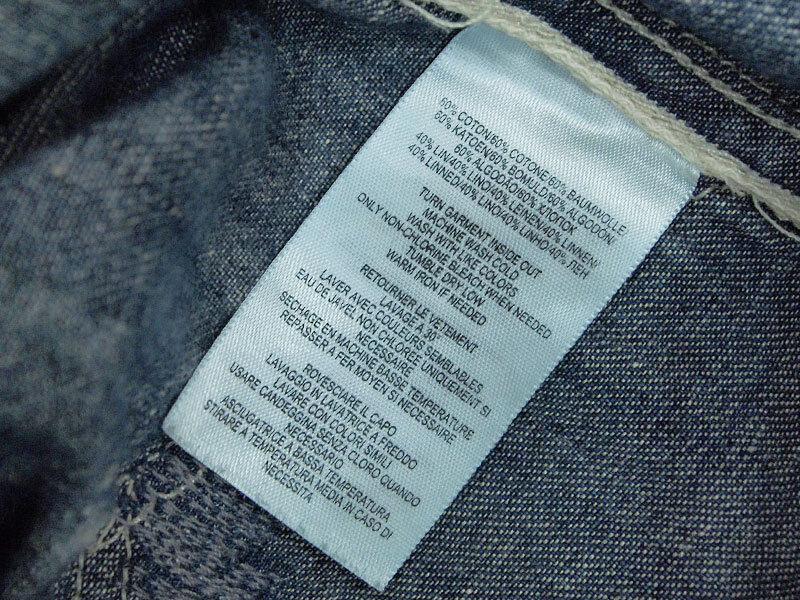 60% COTON/60% COTONE/60% BAUMWOLLE
60% KATOEN/60% BOMULD/60% ALGODON/
60% ALGODAO/60% ХЛОПОК
40% LIN/40% LINO/40% LEINEN/40% LINNEN/
40% LINNED/40% LINO/40% LINHO/40% ЛЕН
TURN GARMENT INSIDE OUT
MACHINE WASH COLD
WASH WITH LIKE COLORS
ONLY NON-CHLORINE BLEACH WHEN NEEDED
TUMBLE DRY LOW
WARM IRON IF NEEDED
RETOURNER LE VETEMENT
LAVAGE A 30°
LAVER AVEC COULEURS SEMBLABLES
EAU DE JAVEL NON CHLOREE UNIQUEMENT SI
NECESSAIRE
SECHAGE EN MACHINE BASSE TEMPERATURE
REPASSER A FER MOYEN SI NECESSAIRE
ROVESCIARE IL CAPO
LAVAGGIO IN LAVATRICE A FREDDO
LAVARE CON COLORI SIMILI
USARE CANDEGGINA SENZA CLORO QUANDO
NECESSARIO
ASCIUGATRICE A BASSA TEMPERATURA
STIRARE A TEMPERATURA MEDIA IN CASO DI
NECESSITA